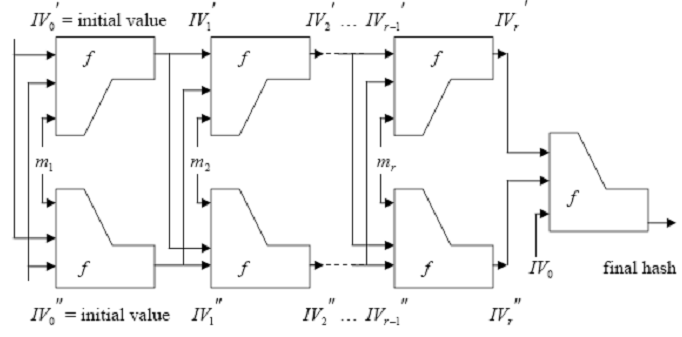 IV₀′ = initial value IV₁′ IV₂′ ... IVᵣ₋₁′ IVᵣ′
f f f
m₁ m₂ mᵣ f
f f f
IV₀ final hash
IV₀″ = initial value IV₁″ IV₂″ ... IVᵣ₋₁″ IVᵣ″